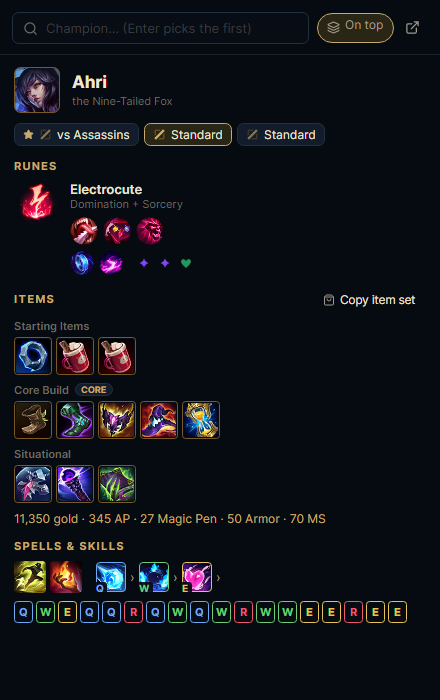 Champion... (Enter picks the first)
On top
Ahri
the Nine-Tailed Fox
vs Assassins
Standard
Standard
RUNES
Electrocute
Domination + Sorcery
ITEMS
Copy item set
Starting Items
Core Build CORE
Situational
11,350 gold · 345 AP · 27 Magic Pen · 50 Armor · 70 MS
SPELLS & SKILLS
Q › W › E ›
Q W E Q Q R Q W Q W R W W E E R E E